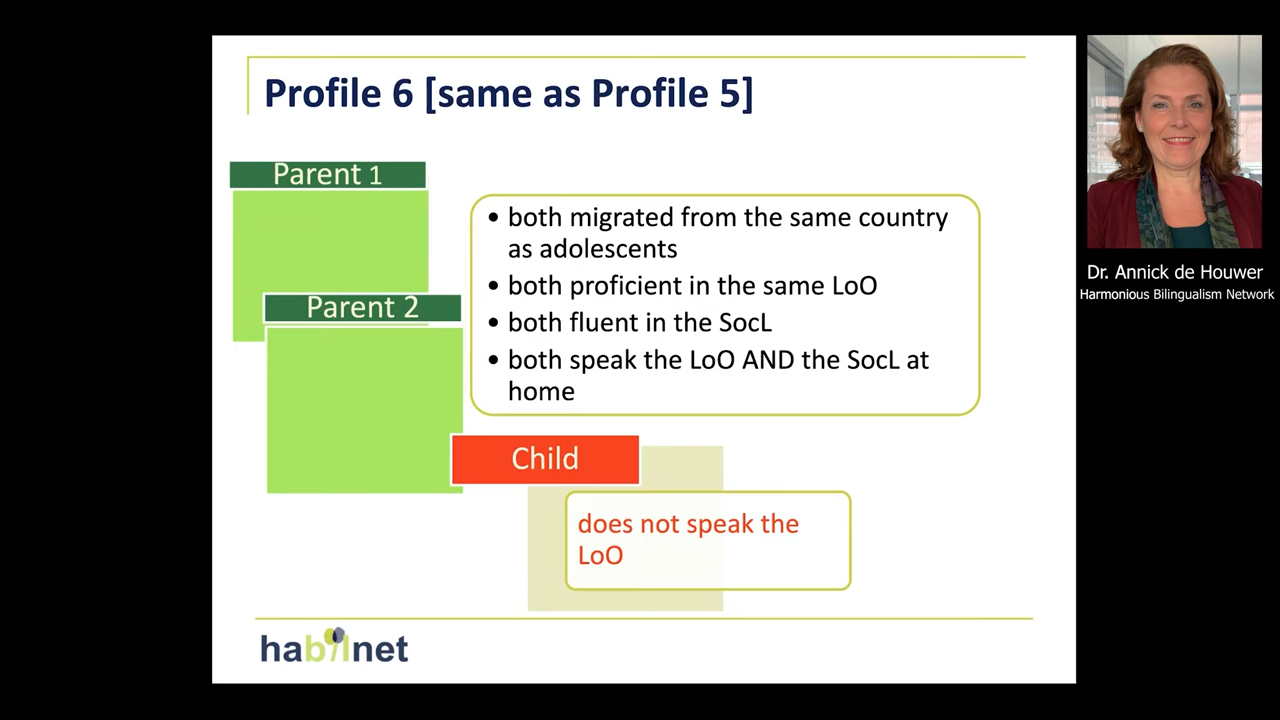 Profile 6 [same as Profile 5]
Parent 1
Parent 2
• both migrated from the same country
as adolescents
• both proficient in the same LoO
• both fluent in the SocL
• both speak the LoO AND the SocL at
home
Child
does not speak the
LoO
habilnet
Dr. Annick de Houwer
Harmonious Bilingualism Network